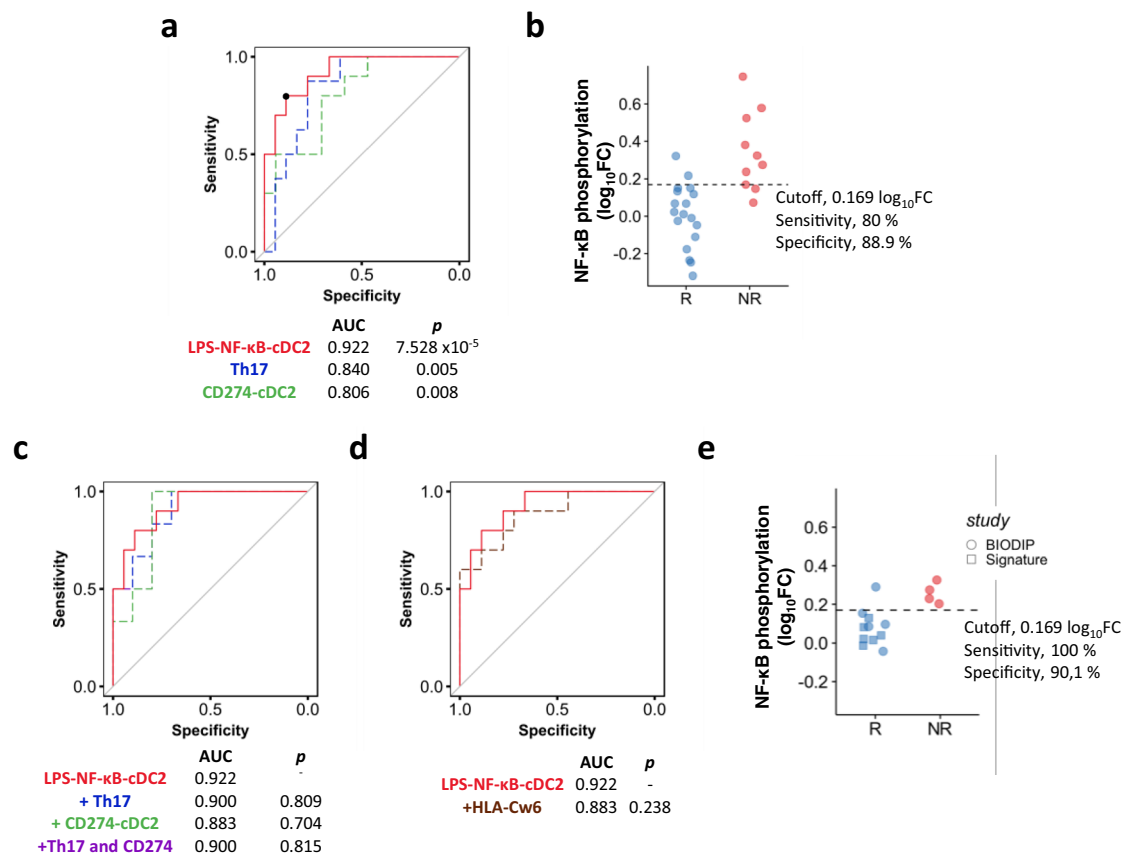 a
1.0
0.5
0.0
Sensitivity
1.0
0.5
0.0
Specificity
AUC
p
LPS-NF-κB-cDC2 0.922 7.528 x10-5
Th17 0.840 0.005
CD274-cDC2 0.806 0.008
b
NF-κB phosphorylation
(log10FC)
0.6
0.4
0.2
0.0
-0.2
R
NR
Cutoff, 0.169 log10FC
Sensitivity, 80 %
Specificity, 88.9 %
c
1.0
0.5
0.0
Sensitivity
1.0
0.5
0.0
Specificity
AUC
p
LPS-NF-κB-cDC2 0.922 -
+ Th17 0.900 0.809
+ CD274-cDC2 0.883 0.704
+Th17 and CD274 0.900 0.815
d
1.0
0.5
0.0
Sensitivity
1.0
0.5
0.0
Specificity
AUC
p
LPS-NF-κB-cDC2 0.922 -
+HLA-Cw6 0.883 0.238
e
NF-κB phosphorylation
(log10FC)
0.6
0.4
0.2
0.0
-0.2
R
NR
study
BIODIP
Signature
Cutoff, 0.169 log10FC
Sensitivity, 100 %
Specificity, 90,1 %